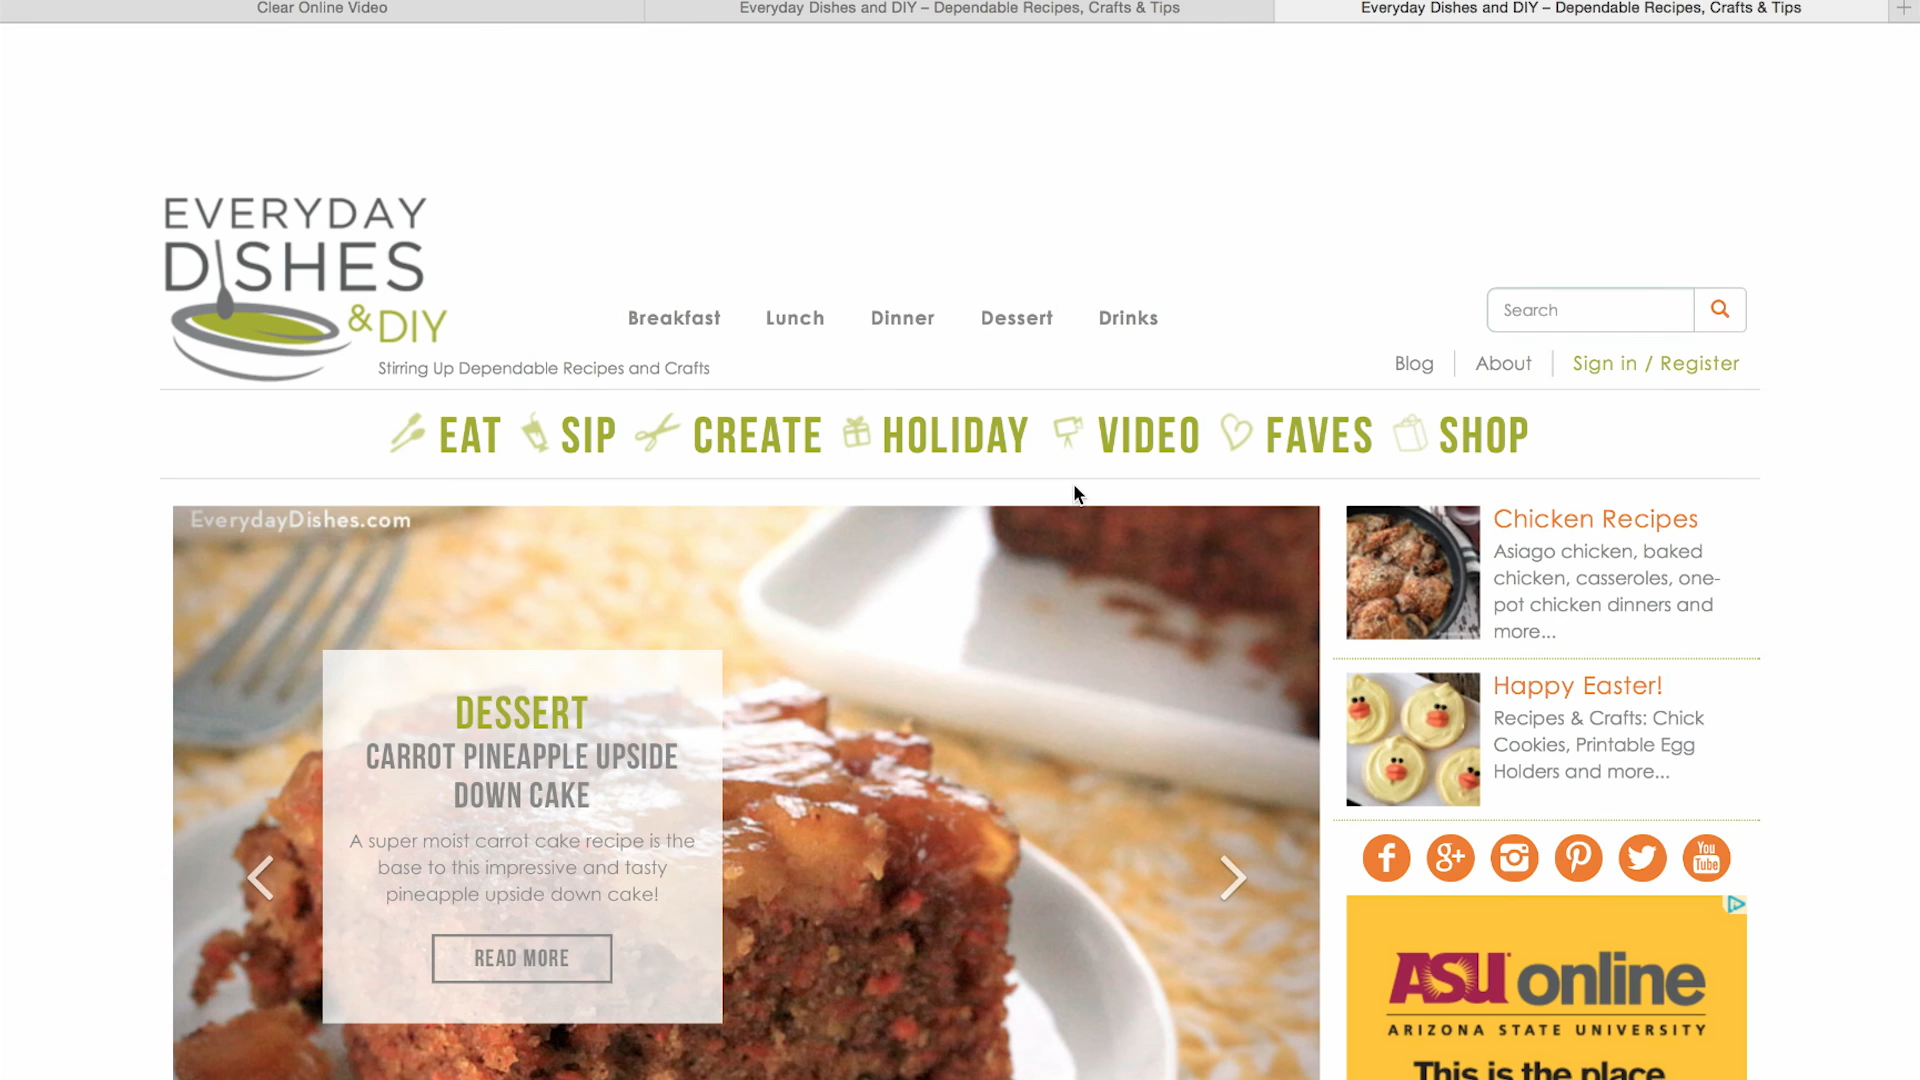 Clear Online Video
Everyday Dishes and DIY – Dependable Recipes, Crafts & Tips
Everyday Dishes and DIY – Dependable Recipes, Crafts & Tips
EVERYDAY
DISHES
& DIY
Stirring Up Dependable Recipes and Crafts
Breakfast Lunch Dinner Dessert Drinks
Search
Blog About Sign in / Register
EAT SIP CREATE HOLIDAY VIDEO FAVES SHOP
EverydayDishes.com
DESSERT
CARROT PINEAPPLE UPSIDE
DOWN CAKE
A super moist carrot cake recipe is the
base to this impressive and tasty
pineapple upside down cake!
READ MORE
Chicken Recipes
Asiago chicken, baked
chicken, casseroles, one-
pot chicken dinners and
more...
Happy Easter!
Recipes & Crafts: Chick
Cookies, Printable Egg
Holders and more...
f g+ You Tube
ASU online
ARIZONA STATE UNIVERSITY
This is the place